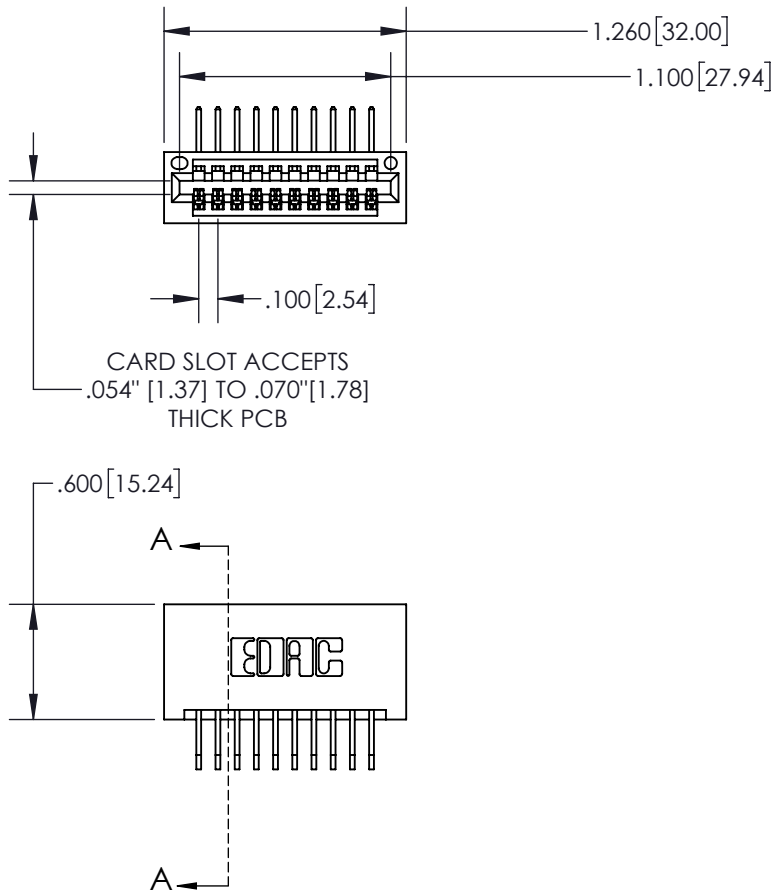 1.260[32.00]
1.100[27.94]
.100[2.54]
CARD SLOT ACCEPTS
.054" [1.37] TO .070"[1.78]
THICK PCB
.600[15.24]
A
EDAC
A